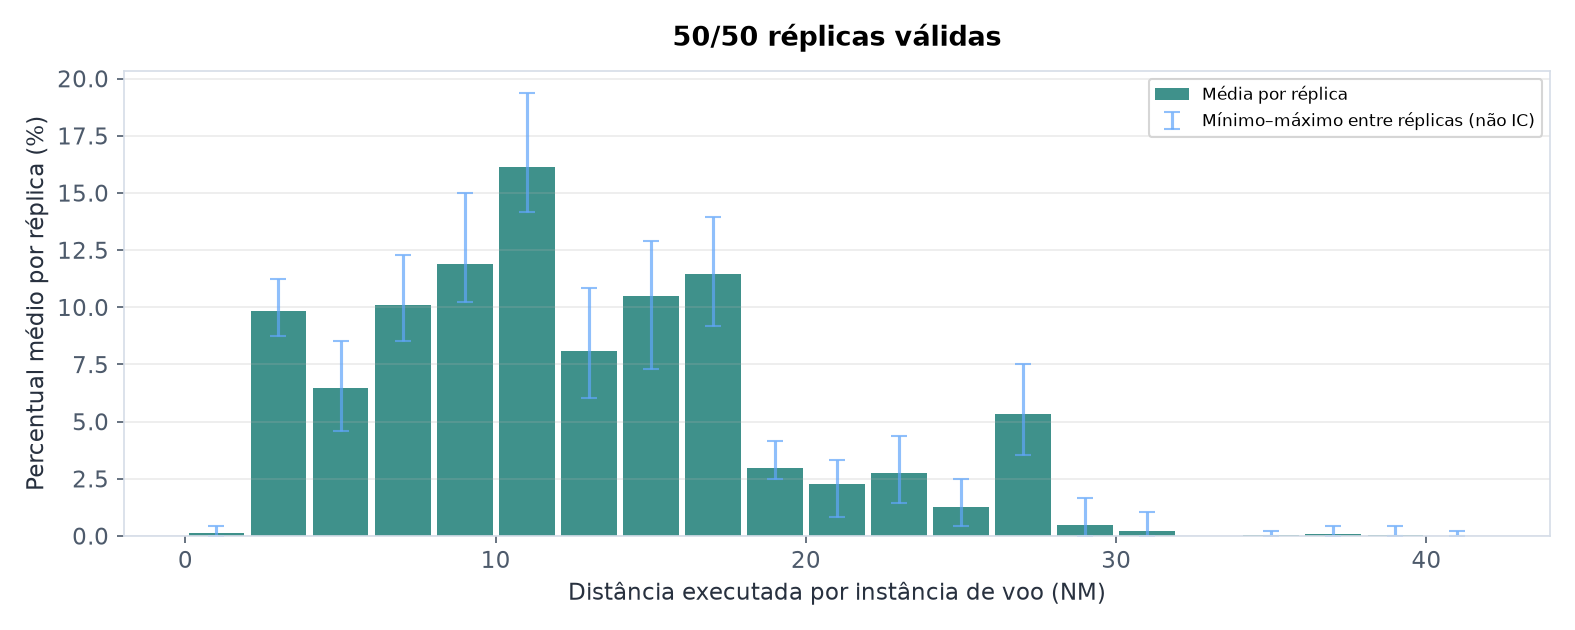 50/50 réplicas válidas
Média por réplica
Mínimo–máximo entre réplicas (não IC)
Percentual médio por réplica (%)
20.0
17.5
15.0
12.5
10.0
7.5
5.0
2.5
0.0
0 10 20 30 40
Distância executada por instância de voo (NM)